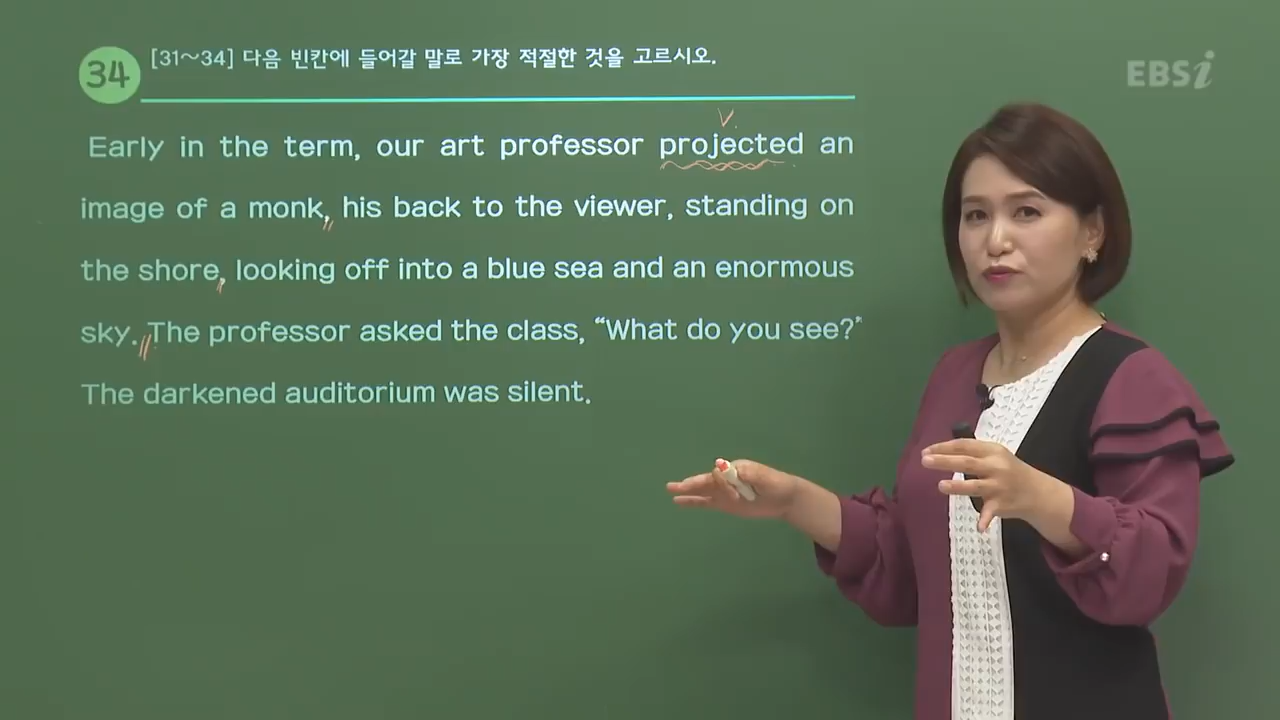 34
[31~34] 다음 빈칸에 들어갈 말로 가장 적절한 것을 고르시오.
EBSi
Early in the term, our art professor projected an
image of a monk, his back to the viewer, standing on
the shore, looking off into a blue sea and an enormous
sky. The professor asked the class, “What do you see?”
The darkened auditorium was silent.